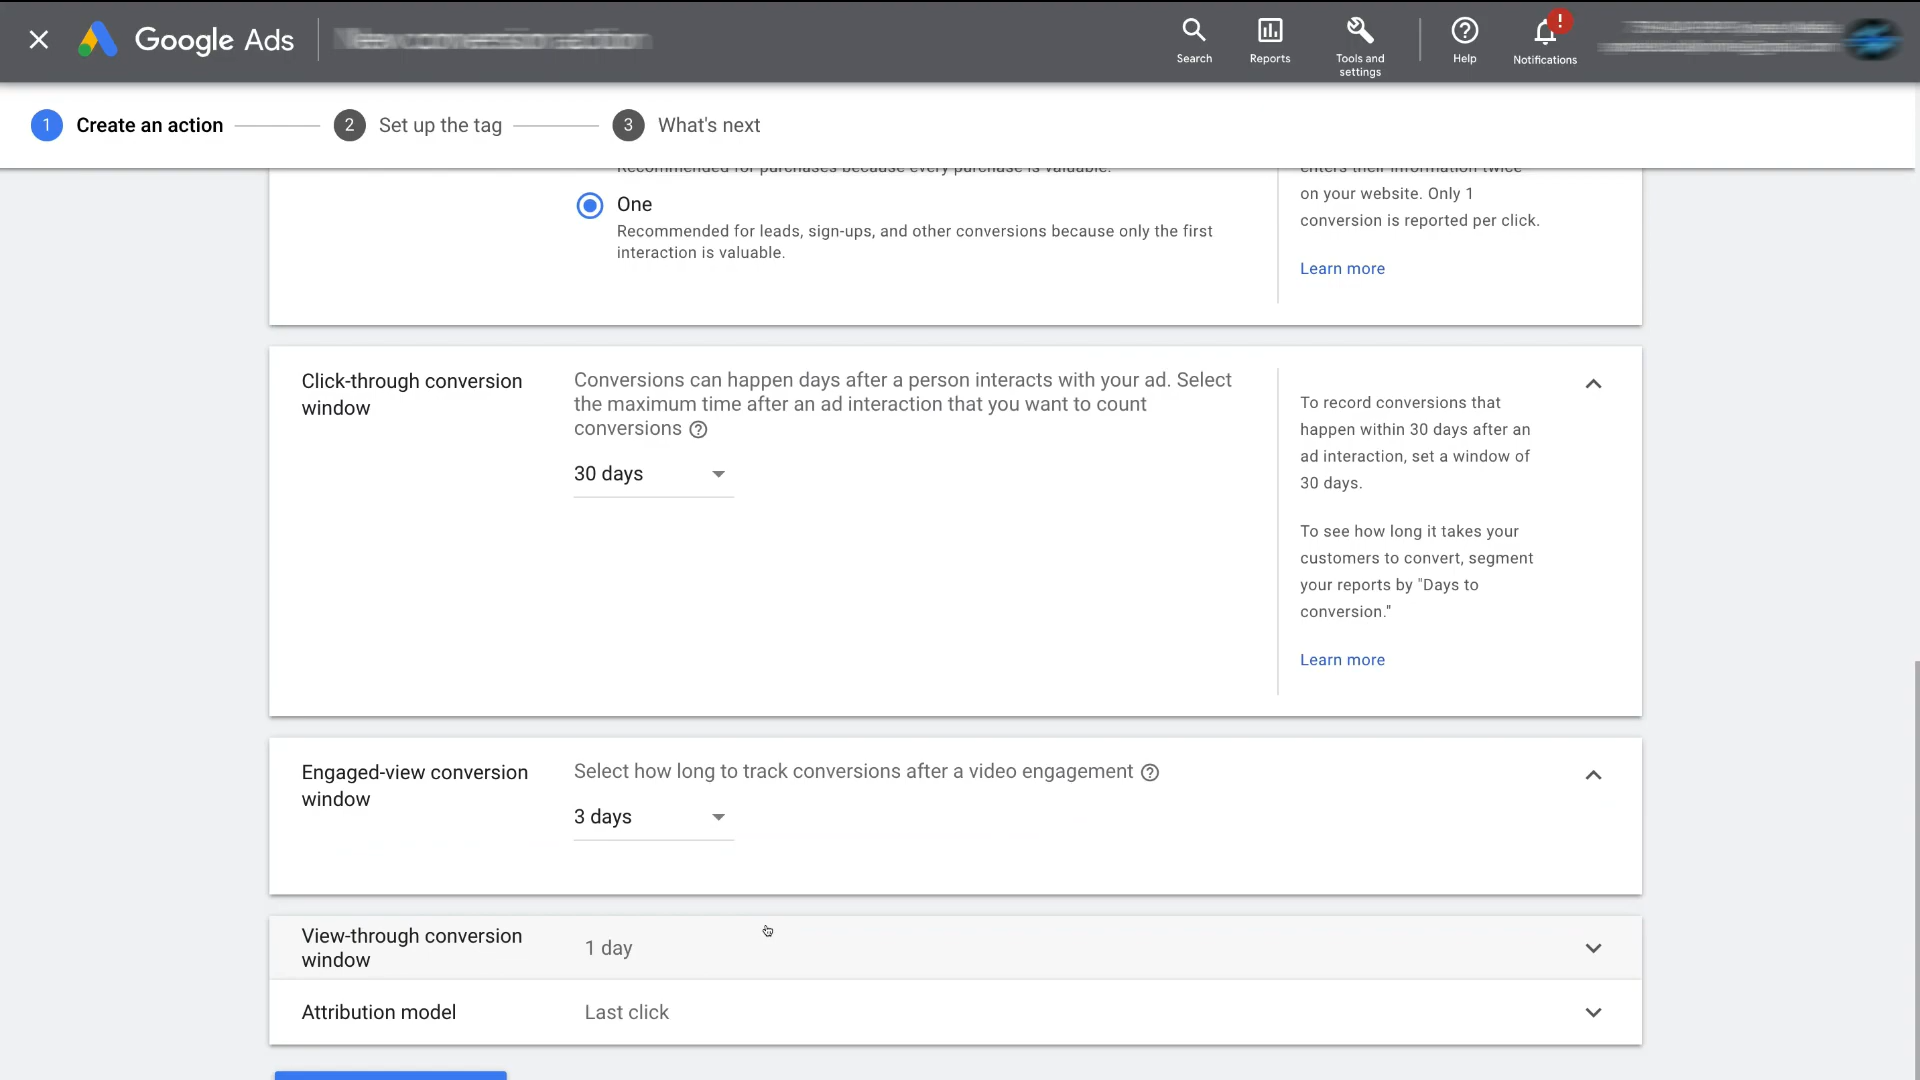 Google Ads
Search
Reports
Tools and
settings
Help
!
Notifications
1 Create an action
2 Set up the tag
3 What's next
Recommended for purchases because every purchase is valuable.
One
Recommended for leads, sign-ups, and other conversions because only the first
interaction is valuable.
enters their information twice
on your website. Only 1
conversion is reported per click.
Learn more
Click-through conversion
window
Conversions can happen days after a person interacts with your ad. Select
the maximum time after an ad interaction that you want to count
conversions
30 days
To record conversions that
happen within 30 days after an
ad interaction, set a window of
30 days.
To see how long it takes your
customers to convert, segment
your reports by "Days to
conversion."
Learn more
Engaged-view conversion
window
Select how long to track conversions after a video engagement
3 days
View-through conversion
window
1 day
Attribution model
Last click